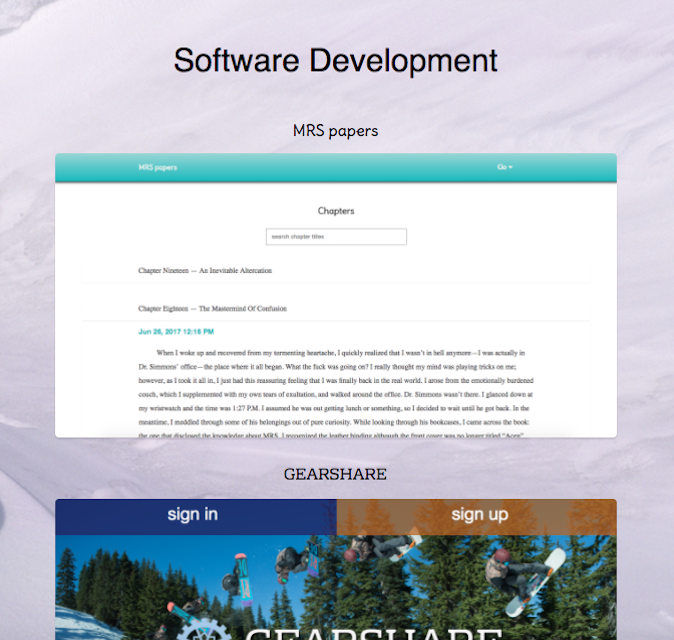 Software Development
MRS papers
MRS papers
Go
Chapters
search chapter titles
Chapter Nineteen — An Inevitable Altercation
Chapter Eighteen — The Mastermind Of Confusion
Jun 26, 2017 12:16 PM
When I woke up and recovered from my tormenting heartache, I quickly realized that I wasn't in hell anymore—I was actually in
Dr. Simmons' office—the place where it all began. What the fuck was going on? I really thought my mind was playing tricks on me;
however, as I took it all in, I just had this reassuring feeling that I was finally back in the real world. I arose from the emotionally burdened
couch, which I supplemented with my own tears of exultation, and walked around the office. Dr. Simmons wasn't there. I glanced down at
my wristwatch and the time was 1:27 P.M. I assumed he was out getting lunch or something, so I decided to wait until he got back. In the
meantime, I meddled through some of his belongings out of pure curiosity. While looking through his bookcases, I came across the book:
the one that disclosed the knowledge about MRS. I recognized the leather binding although the front cover was no longer titled "Aces"
GEARSHARE
sign in
sign up
GEARSHARE